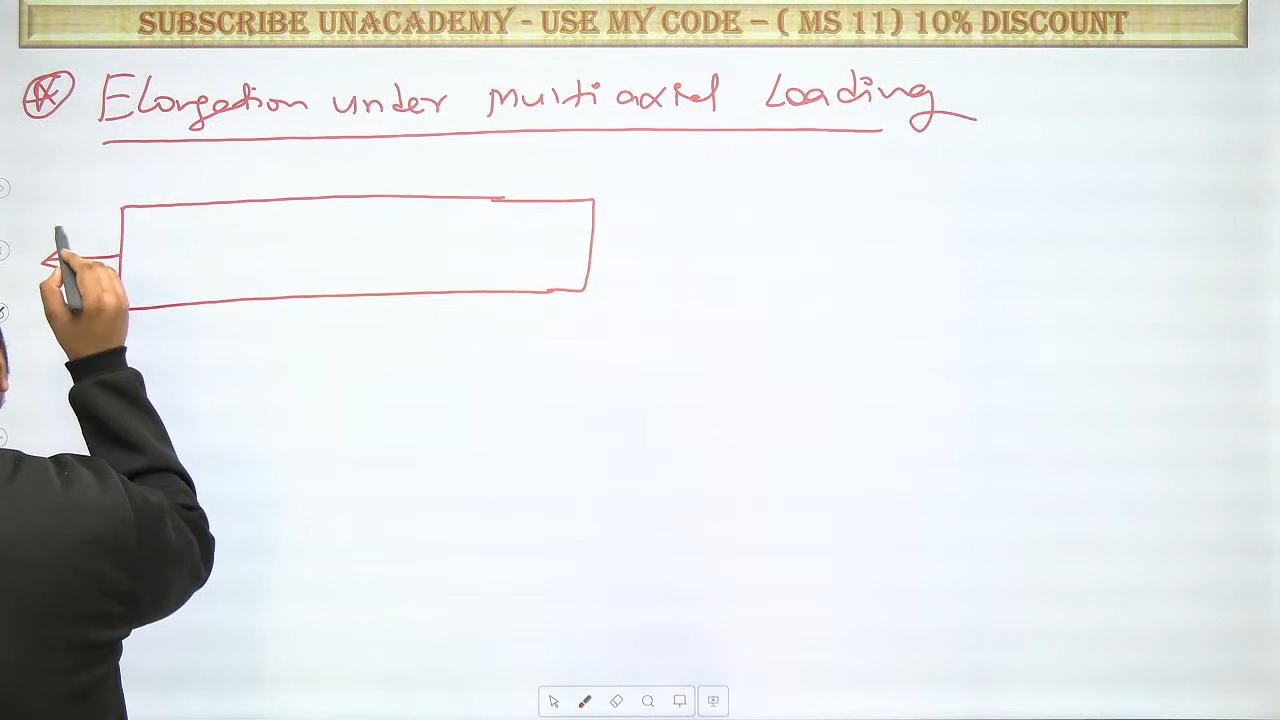 SUBSCRIBE UNACADEMY - USE MY CODE – ( MS 11) 10% DISCOUNT
Elongation under multiaxial Loading